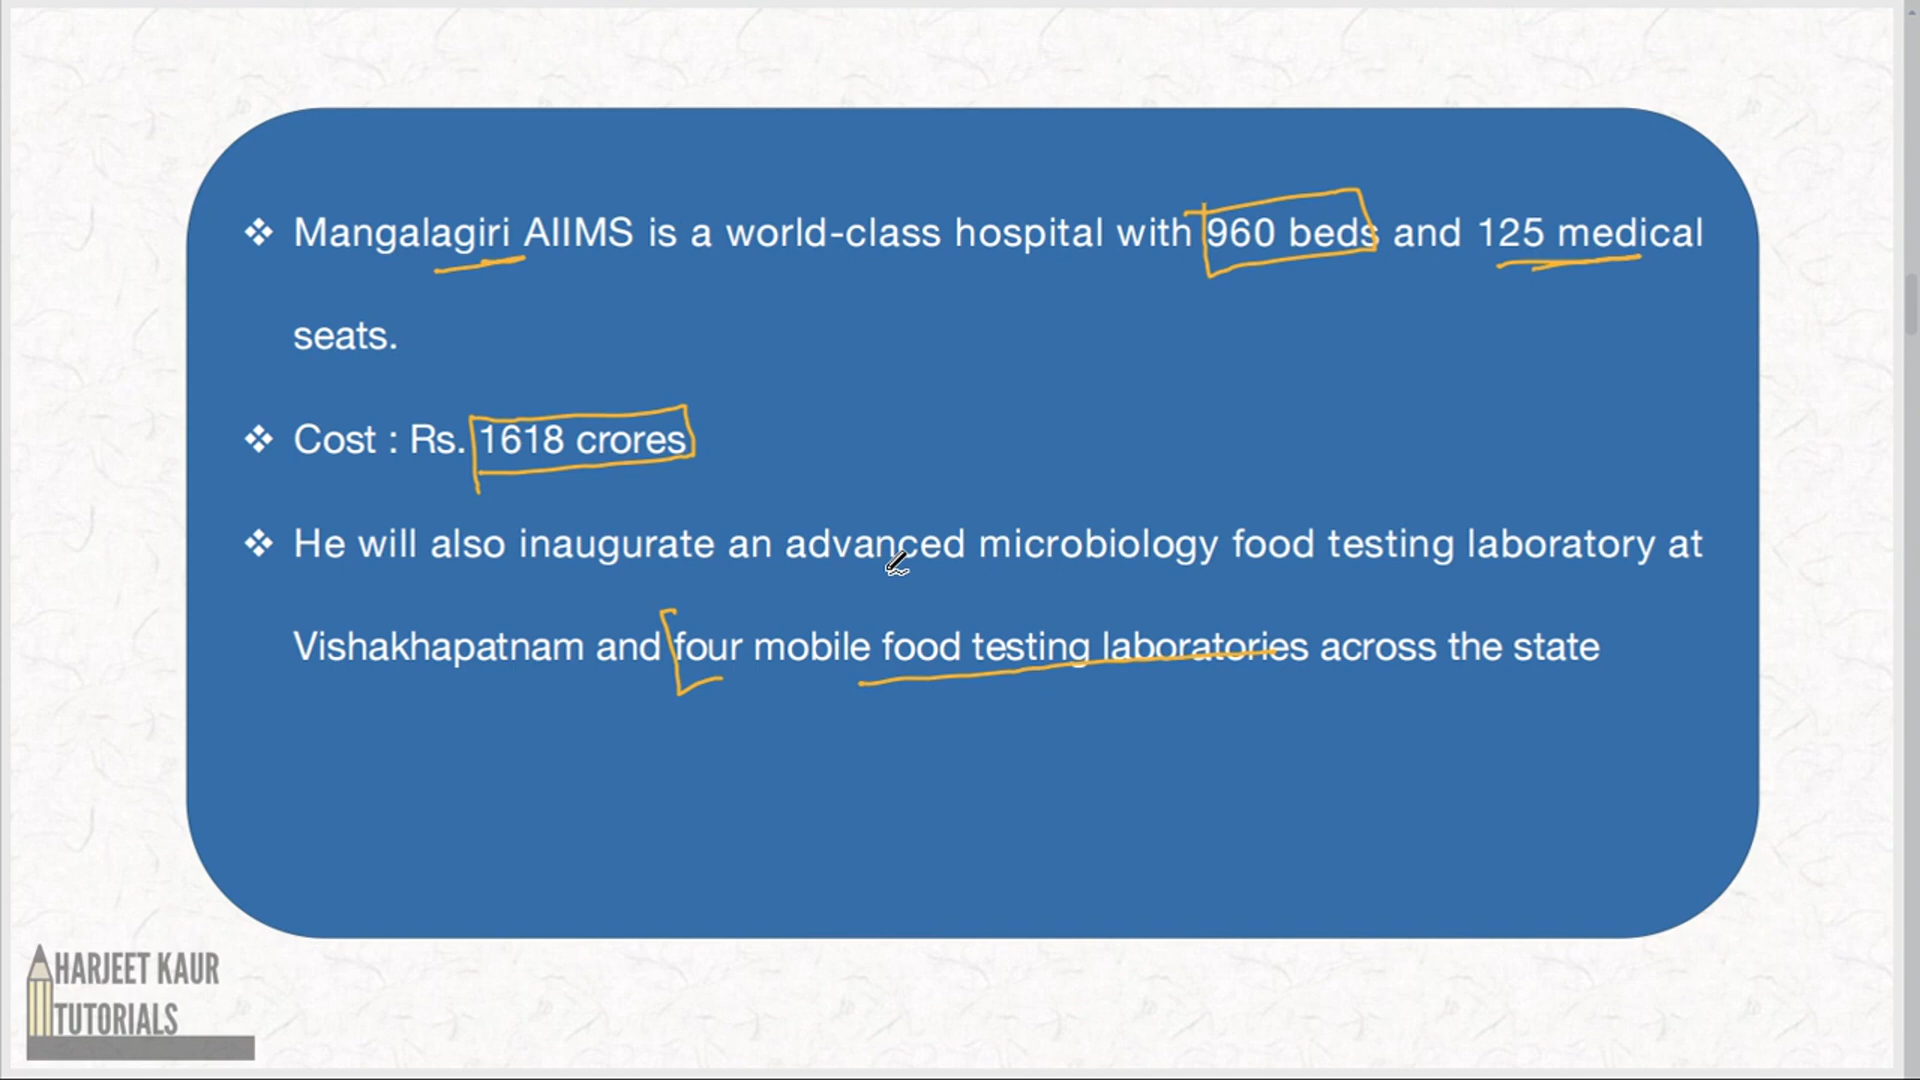 ❖ Mangalagiri AIIMS is a world-class hospital with 960 beds and 125 medical
seats.
❖ Cost : Rs. 1618 crores
❖ He will also inaugurate an advanced microbiology food testing laboratory at
Vishakhapatnam and four mobile food testing laboratories across the state
HARJEET KAUR
TUTORIALS